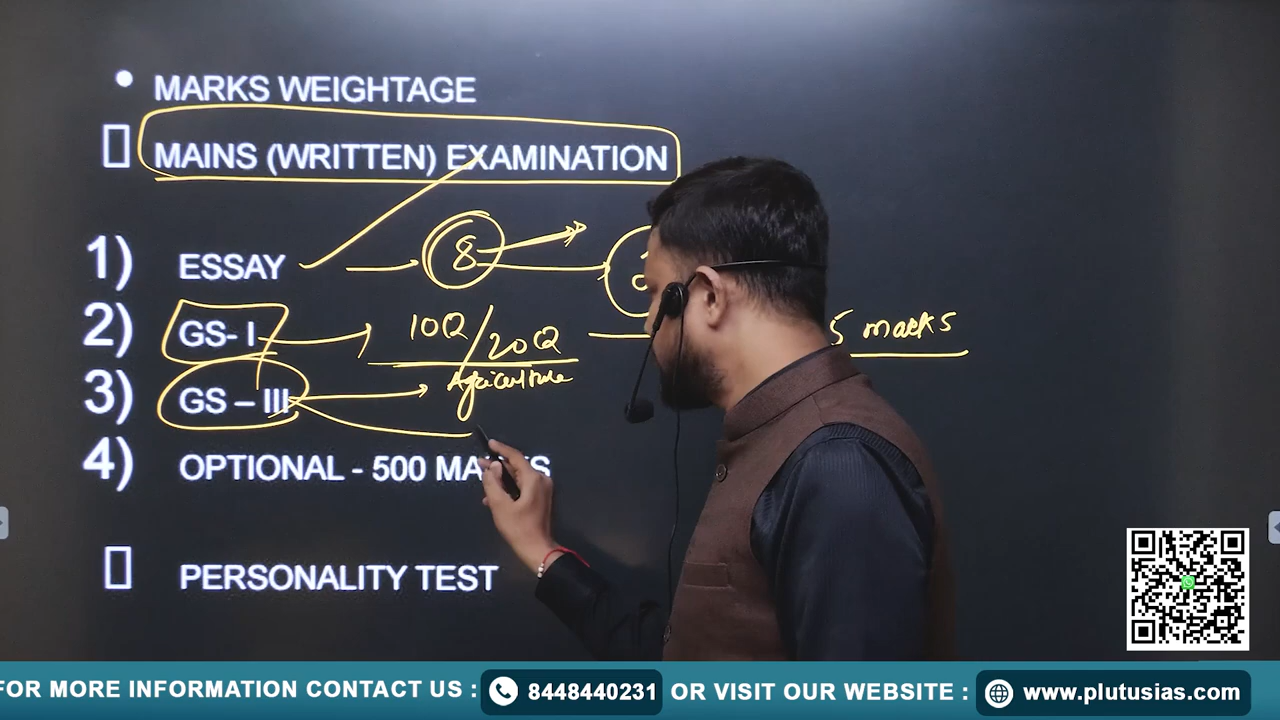 • MARKS WEIGHTAGE
MAINS (WRITTEN) EXAMINATION
1) ESSAY 8
2) GS- I 10Q/20Q 5 marks
3) GS – III Agriculture
4) OPTIONAL - 500
PERSONALITY TEST
FOR MORE INFORMATION CONTACT US : 8448440231 OR VISIT OUR WEBSITE : www.plutusias.com